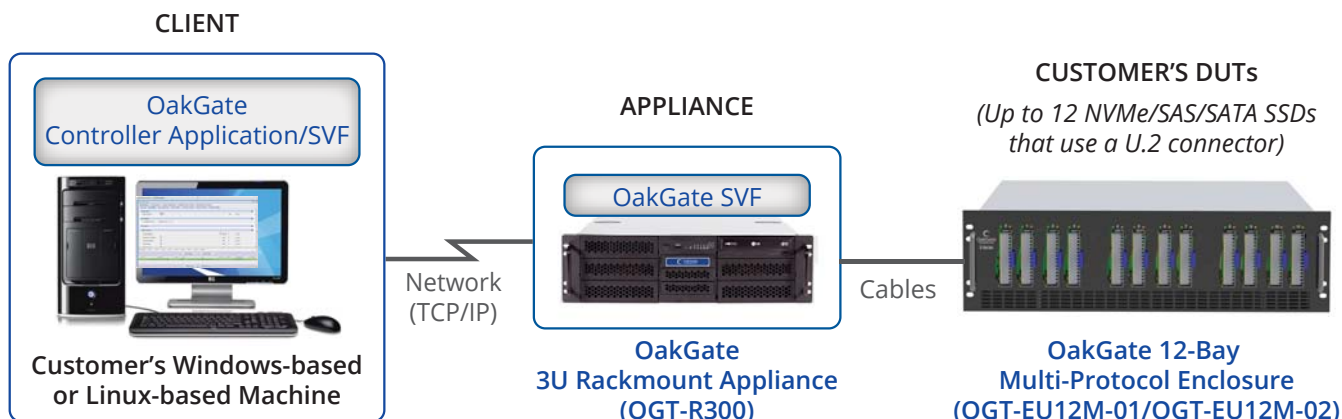 CLIENT
OakGate
Controller Application/SVF
Customer's Windows-based
or Linux-based Machine
Network
(TCP/IP)
APPLIANCE
OakGate SVF
OakGate
3U Rackmount Appliance
(OGT-R300)
Cables
CUSTOMER'S DUTs
(Up to 12 NVMe/SAS/SATA SSDs
that use a U.2 connector)
OakGate 12-Bay
Multi-Protocol Enclosure
(OGT-EU12M-01/OGT-EU12M-02)